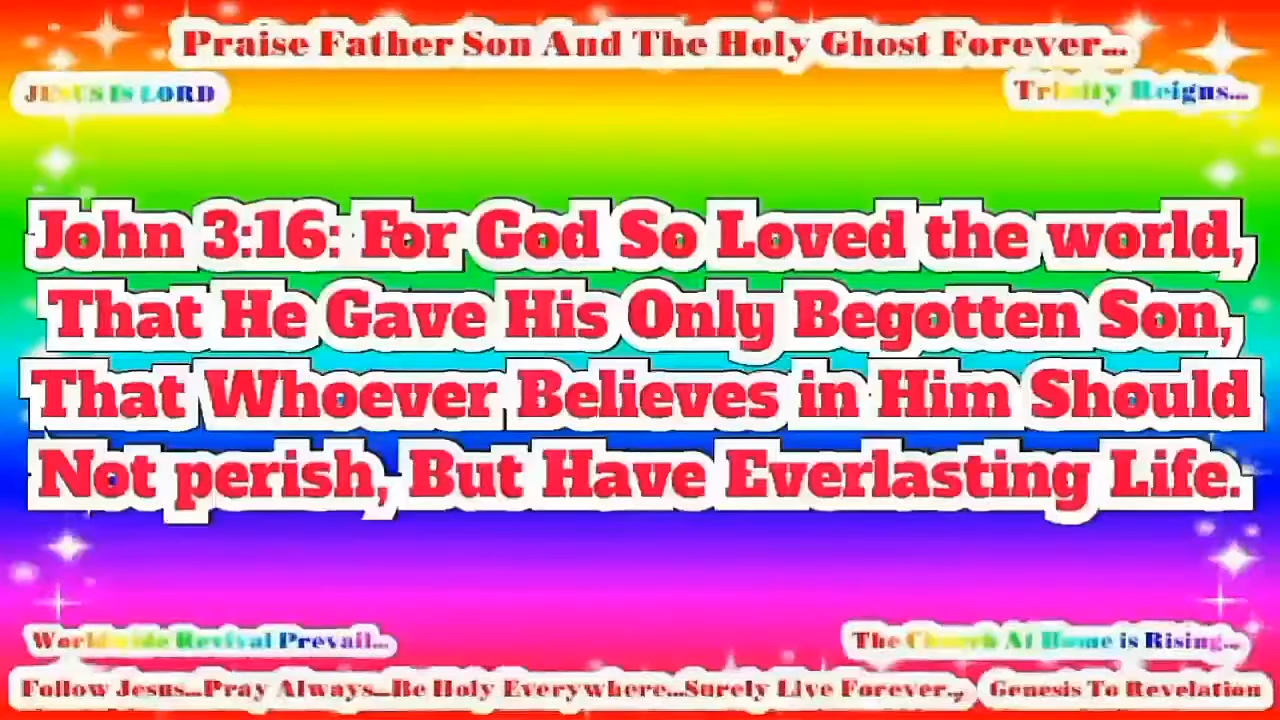 Praise Father Son And The Holy Ghost Forever...
JESUS IS LORD
Trinity Reigns...
John 3:16: For God So Loved the world,
That He Gave His Only Begotten Son,
That Whoever Believes in Him Should
Not perish, But Have Everlasting Life.
Worldwide Revival Prevail...
The Church At Home is Rising...
Follow Jesus...Pray Always...Be Holy Everywhere...Surely Live Forever..,
Genesis To Revelation